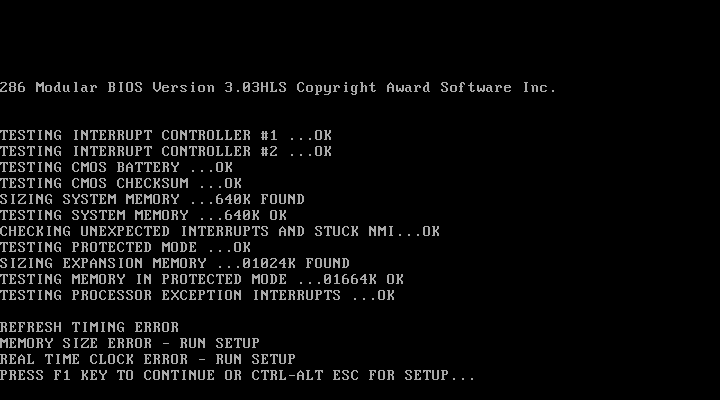 286 Modular BIOS Version 3.03HLS Copyright Award Software Inc.
TESTING INTERRUPT CONTROLLER #1 ...OK
TESTING INTERRUPT CONTROLLER #2 ...OK
TESTING CMOS BATTERY ...OK
TESTING CMOS CHECKSUM ...OK
SIZING SYSTEM MEMORY ...640K FOUND
TESTING SYSTEM MEMORY ...640K OK
CHECKING UNEXPECTED INTERRUPTS AND STUCK NMI...OK
TESTING PROTECTED MODE ...OK
SIZING EXPANSION MEMORY ...01024K FOUND
TESTING MEMORY IN PROTECTED MODE ...01664K OK
TESTING PROCESSOR EXCEPTION INTERRUPTS ...OK
REFRESH TIMING ERROR
MEMORY SIZE ERROR - RUN SETUP
REAL TIME CLOCK ERROR - RUN SETUP
PRESS F1 KEY TO CONTINUE OR CTRL-ALT ESC FOR SETUP...